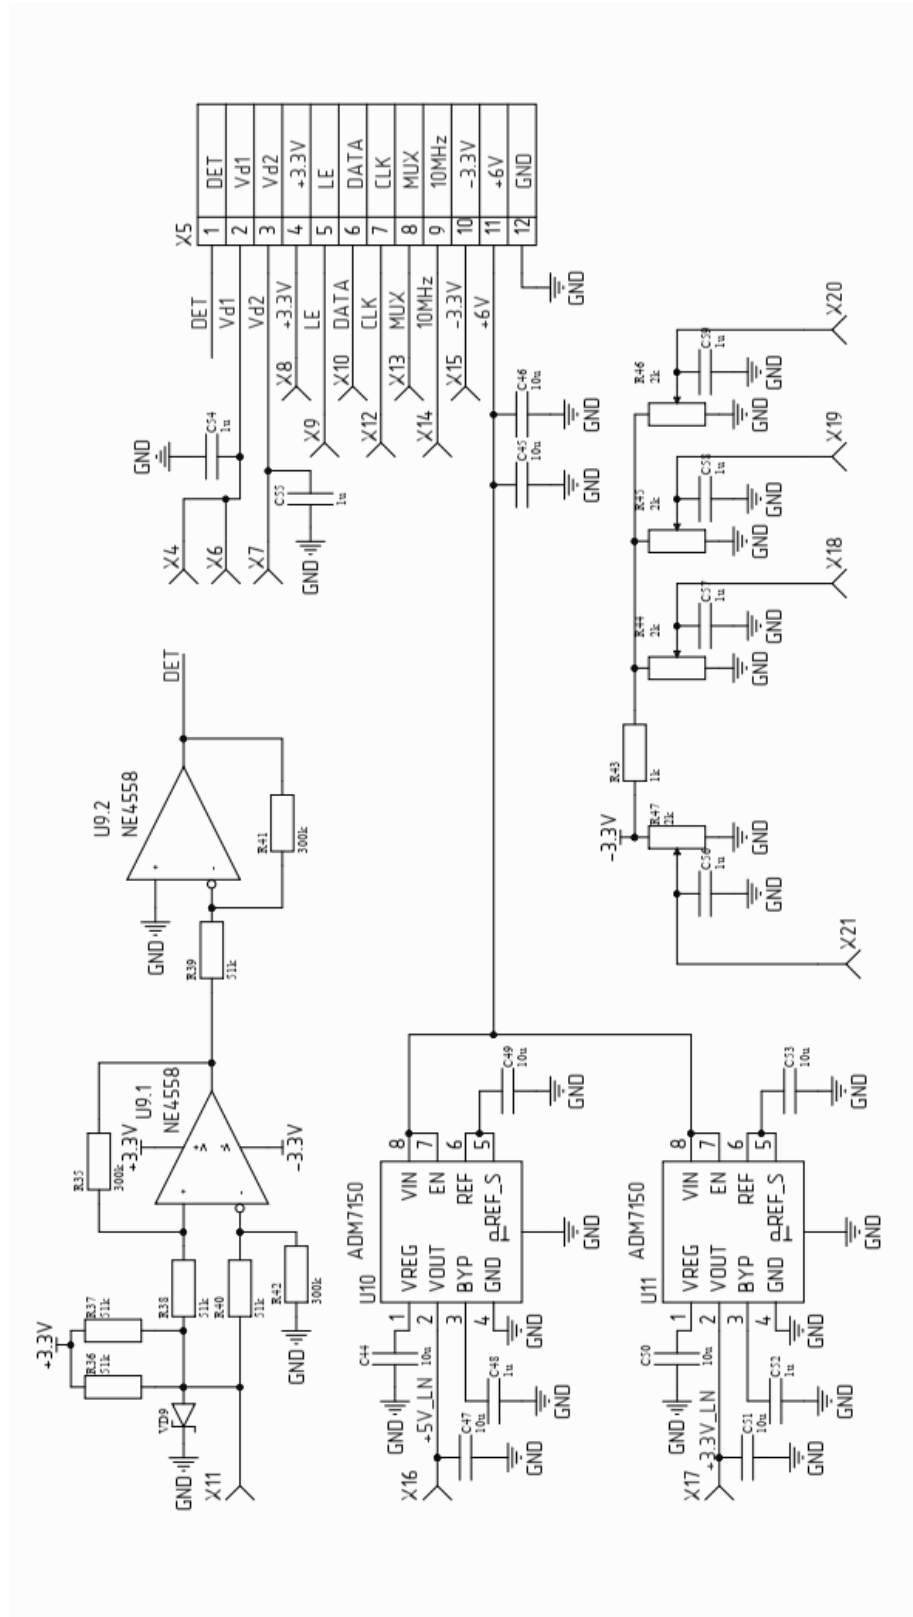 X5
1 DET
2 Vd1
3 Vd2
4 +3.3V
5 LE
6 DATA
7 CLK
8 MUX
9 10MHz
10 -3.3V
11 +6V
12 GND
DET
Vd1
Vd2
+3.3V
LE
DATA
CLK
MUX
10MHz
-3.3V
+6V
GND
X8
X9
X10
X12
X13
X14
X15
GND
C54
1u
X4
X6
X7
C55
1u
GND
C46
10u
GND
C45
10u
GND
DET
U9.2
NE4558
+
-
GND
R41
300k
R39
51k
U9.1
NE4558
+3.3V
-3.3V
+
-
R35
300k
R38
51k
R40
51k
R42
300k
GND
+3.3V
R37
51k
R36
51k
VD9
GND
X11
U10
ADM7150
VREG
VOUT
BYP
GND
VIN
EN
REF
REF_S
1
2
3
4
8
7
6
5
GND
C49
10u
GND
C44
10u
GND
+5V_LN
C47
10u
GND
C48
1u
GND
GND
X16
U11
ADM7150
VREG
VOUT
BYP
GND
VIN
EN
REF
REF_S
1
2
3
4
8
7
6
5
GND
C53
10u
GND
C50
10u
GND
+3.3V_LN
C51
10u
GND
C52
1u
GND
GND
X17
R46
2k
C59
1u
GND
GND
X20
R45
2k
C58
1u
GND
GND
X19
R44
2k
C57
1u
GND
GND
X18
R43
1k
-3.3V
R47
2k
C56
1u
GND
GND
X21